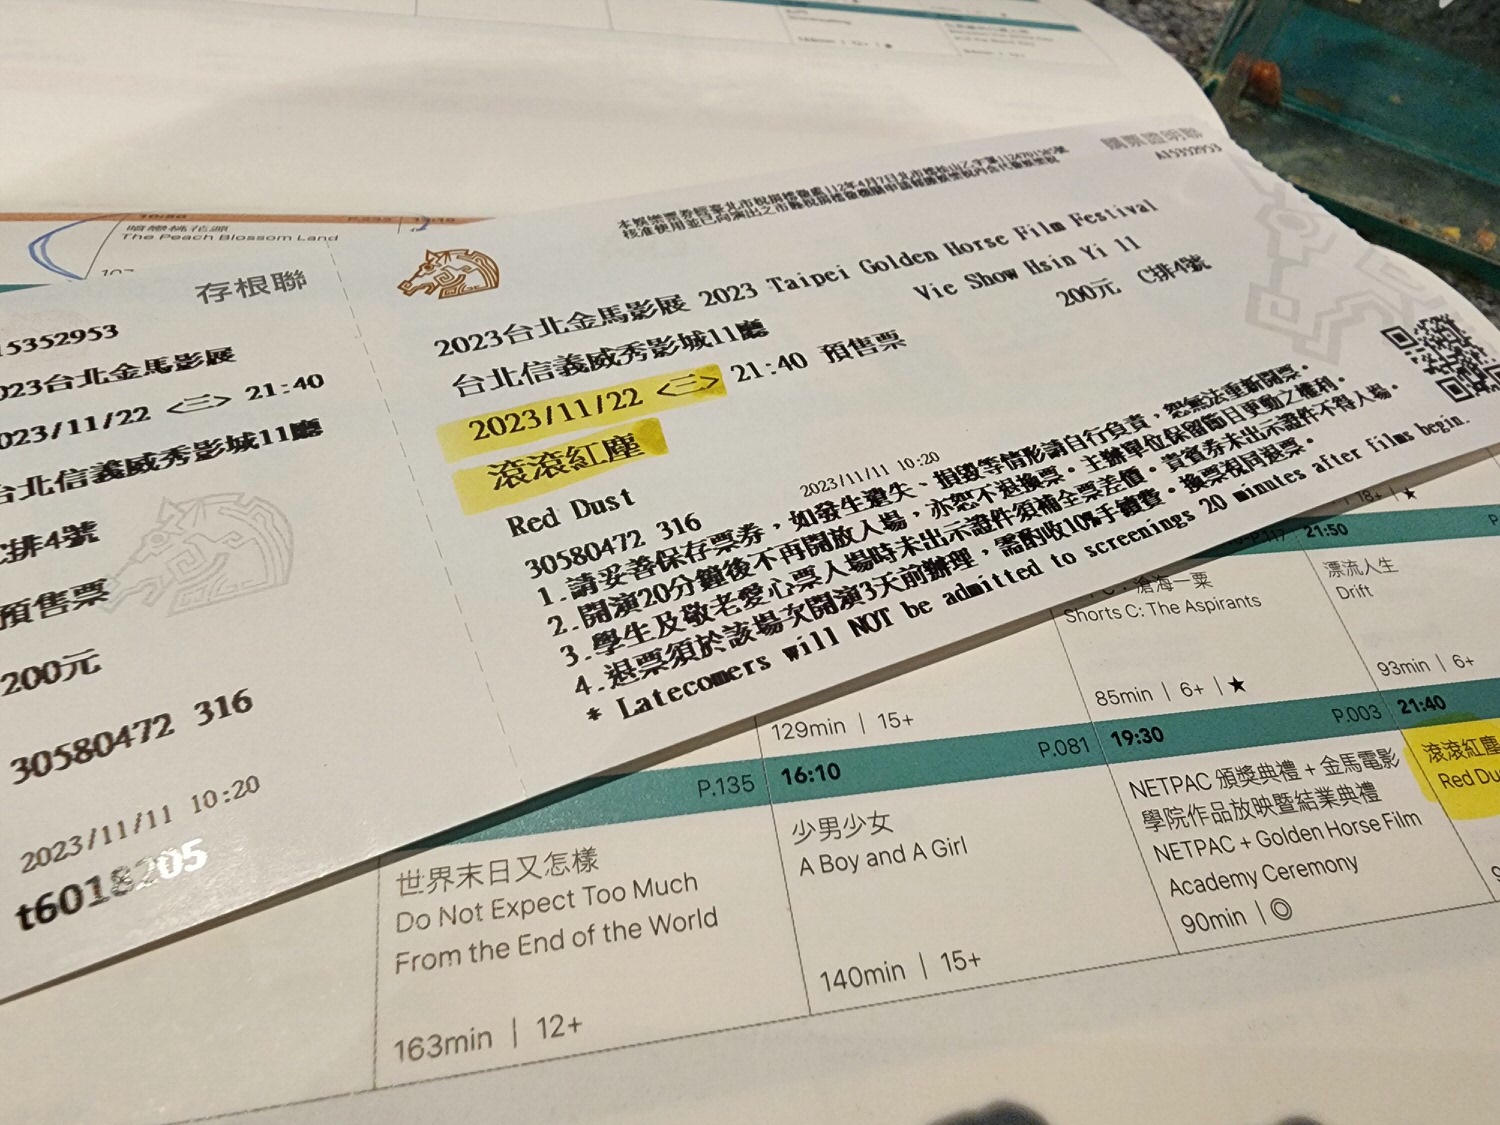 暗戀桃花源
The Peach Blossom Land
存根聯
15352953
023台北金馬影展
023/11/22 <三> 21:40
台北信義威秀影城11廳
C排4號
預售票
200元
30580472 316
2023/11/11 10:20
t6018205
購票證明聯
A15352953
2023台北金馬影展 2023 Taipei Golden Horse Film Festival
台北信義威秀影城11廳 Vie Show Hsin Yi 11
2023/11/22 <三> 21:40 預售票 200元 C排4號
滾滾紅塵
Red Dust
30580472 316 2023/11/11 10:20
1.請妥善保存票券，如發生遺失、損毀等情形請自行負責，恕無法重新開票。
2.開演20分鐘後不再開放入場，亦恕不退換票。主辦單位保留節目更動之權利。
3.學生及敬老愛心票入場時未出示證件須補全票差價。貴賓券未出示證件不得入場。
4.退票須於該場次開演3天前辦理，需酌收10%手續費。換票視同退票。
* Latecomers will NOT be admitted to screenings 20 minutes after films begin.
18+ | ★
21:50
滄海一粟
Shorts C: The Aspirants
85min | 6+ | ★
漂流人生
Drift
93min | 6+
129min | 15+
P.135
世界末日又怎樣
Do Not Expect Too Much
From the End of the World
163min | 12+
16:10 P.081
少男少女
A Boy and A Girl
140min | 15+
19:30 P.003
NETPAC 頒獎典禮 + 金馬電影
學院作品放映暨結業典禮
NETPAC + Golden Horse Film
Academy Ceremony
90min | ◎
21:40
滾滾紅塵
Red Du